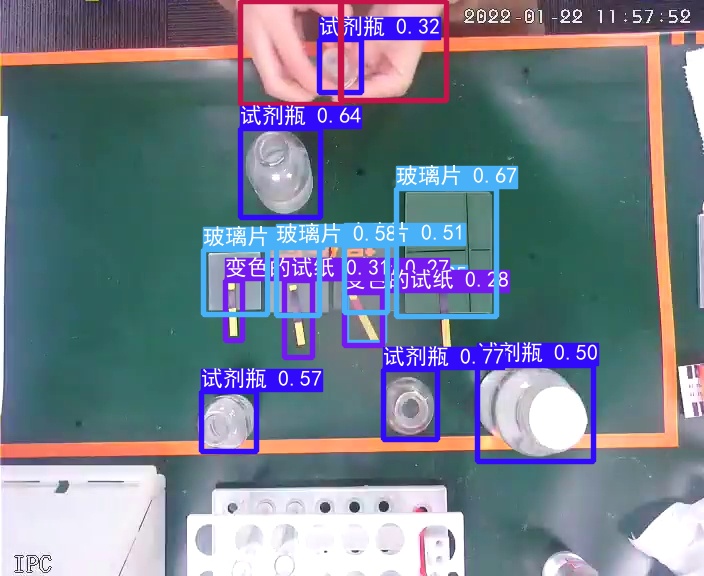 2022-01-22 11:57:52
试剂瓶 0.32
试剂瓶 0.64
玻璃片 0.67
玻璃片
玻璃片 0.58
片 0.51
变色的试纸 0.31
0.27
变色的试纸 0.28
试剂瓶 0.77
试剂瓶 0.50
试剂瓶 0.57
IPC